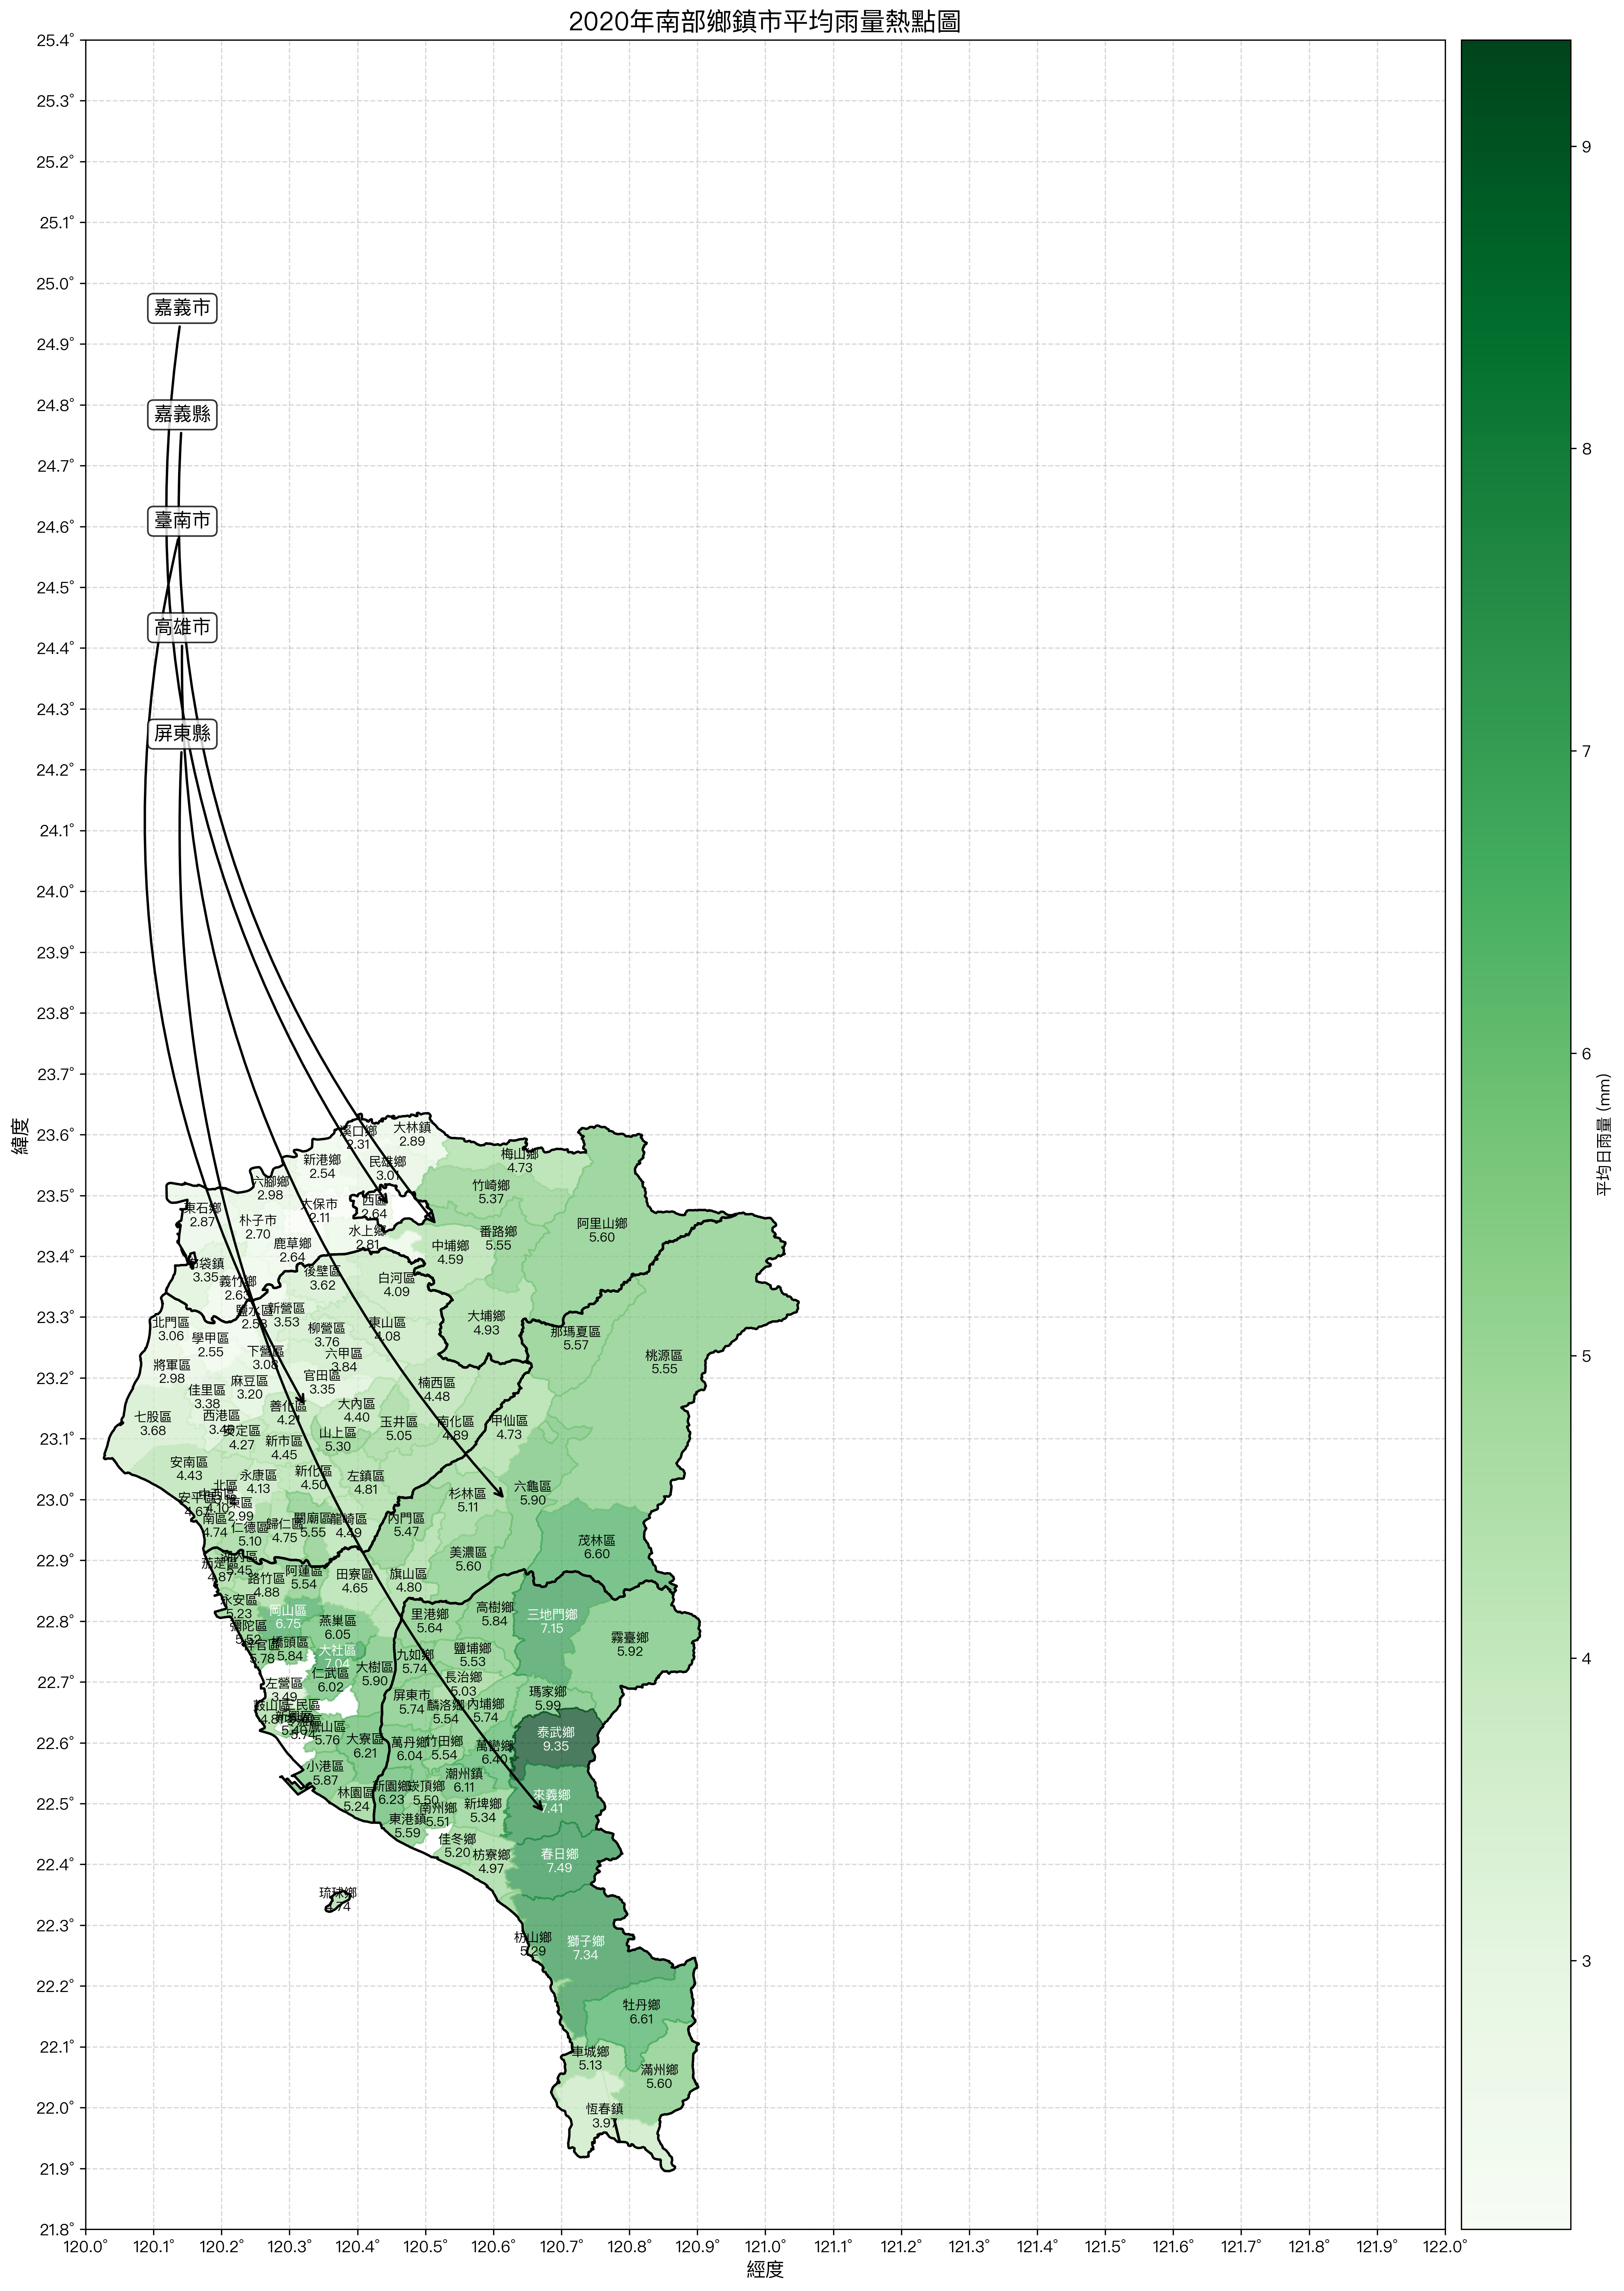 2020年南部鄉鎮市平均雨量熱點圖
25.4°
25.3°
25.2°
25.1°
25.0°
24.9°
24.8°
24.7°
24.6°
24.5°
24.4°
24.3°
24.2°
24.1°
24.0°
23.9°
23.8°
23.7°
23.6°
23.5°
23.4°
23.3°
23.2°
23.1°
23.0°
22.9°
22.8°
22.7°
22.6°
22.5°
22.4°
22.3°
22.2°
22.1°
22.0°
21.9°
21.8°
緯度
嘉義市
嘉義縣
臺南市
高雄市
屏東縣
溪口鄉
2.31
大林鎮
2.89
新港鄉
2.54
民雄鄉
3.01
梅山鄉
4.73
六腳鄉
2.98
竹崎鄉
5.37
東石鄉
2.87
朴子市
2.70
太保市
2.11
西區
2.64
阿里山鄉
5.60
鹿草鄉
2.64
水上鄉
2.81
中埔鄉
4.59
番路鄉
5.55
布袋鎮
3.35
義竹鄉
2.63
後壁區
3.62
白河區
4.09
鹽水區
2.53
新營區
3.53
北門區
3.06
學甲區
2.55
柳營區
3.76
東山區
4.08
大埔鄉
4.93
那瑪夏區
5.57
下營區
3.08
六甲區
3.84
桃源區
5.55
將軍區
2.98
佳里區
3.38
麻豆區
3.20
官田區
3.35
楠西區
4.48
七股區
3.68
西港區
安定區
4.27
善化區
4.21
大內區
4.40
玉井區
5.05
南化區
4.89
甲仙區
4.73
新市區
4.45
山上區
5.30
安南區
4.43
永康區
4.13
新化區
4.50
左鎮區
4.81
杉林區
5.11
六龜區
5.90
安平區
4.67
北區
中西區
4.10
東區
2.99
南區
4.74
仁德區
5.10
歸仁區
4.75
關廟區
5.55
龍崎區
4.49
內門區
5.47
茂林區
6.60
美濃區
5.60
茄萣區
4.87
湖內區
5.45
路竹區
4.88
阿蓮區
5.54
田寮區
4.65
旗山區
4.80
永安區
5.23
岡山區
6.75
燕巢區
6.05
里港鄉
5.64
高樹鄉
5.84
三地門鄉
7.15
霧臺鄉
5.92
彌陀區
5.52
梓官區
5.78
橋頭區
5.84
大社區
7.04
九如鄉
5.74
鹽埔鄉
5.53
左營區
3.49
仁武區
6.02
大樹區
5.90
長治鄉
5.03
瑪家鄉
5.99
鼓山區
4.81
三民區
屏東市
5.74
麟洛鄉
5.54
內埔鄉
5.74
鳳山區
5.76
大寮區
6.21
萬丹鄉
6.04
竹田鄉
5.54
萬巒鄉
6.40
泰武鄉
9.35
小港區
5.87
林園區
5.24
新園鄉
6.23
崁頂鄉
5.50
潮州鎮
6.11
來義鄉
7.41
東港鎮
5.59
南州鄉
5.51
新埤鄉
5.34
佳冬鄉
5.20
枋寮鄉
4.97
春日鄉
7.49
琉球鄉
4.74
枋山鄉
5.29
獅子鄉
7.34
牡丹鄉
6.61
車城鄉
5.13
滿州鄉
5.60
恆春鎮
3.97
120.0°
120.1°
120.2°
120.3°
120.4°
120.5°
120.6°
120.7°
120.8°
120.9°
121.0°
121.1°
121.2°
121.3°
121.4°
121.5°
121.6°
121.7°
121.8°
121.9°
122.0°
經度
9
8
7
6
5
4
3
平均日雨量 (mm)